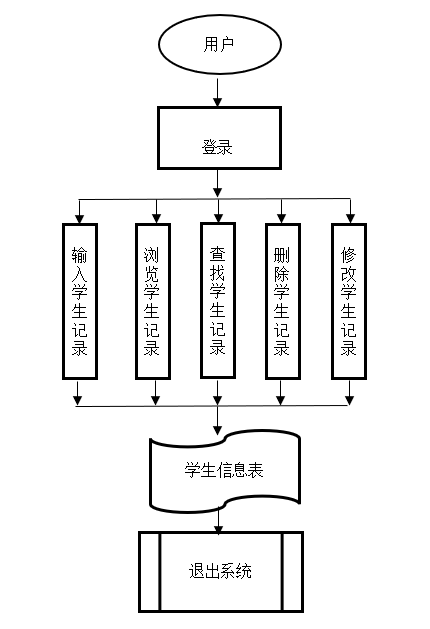 用户
登录
输入学生记录
浏览学生记录
查找学生记录
删除学生记录
修改学生记录
学生信息表
退出系统